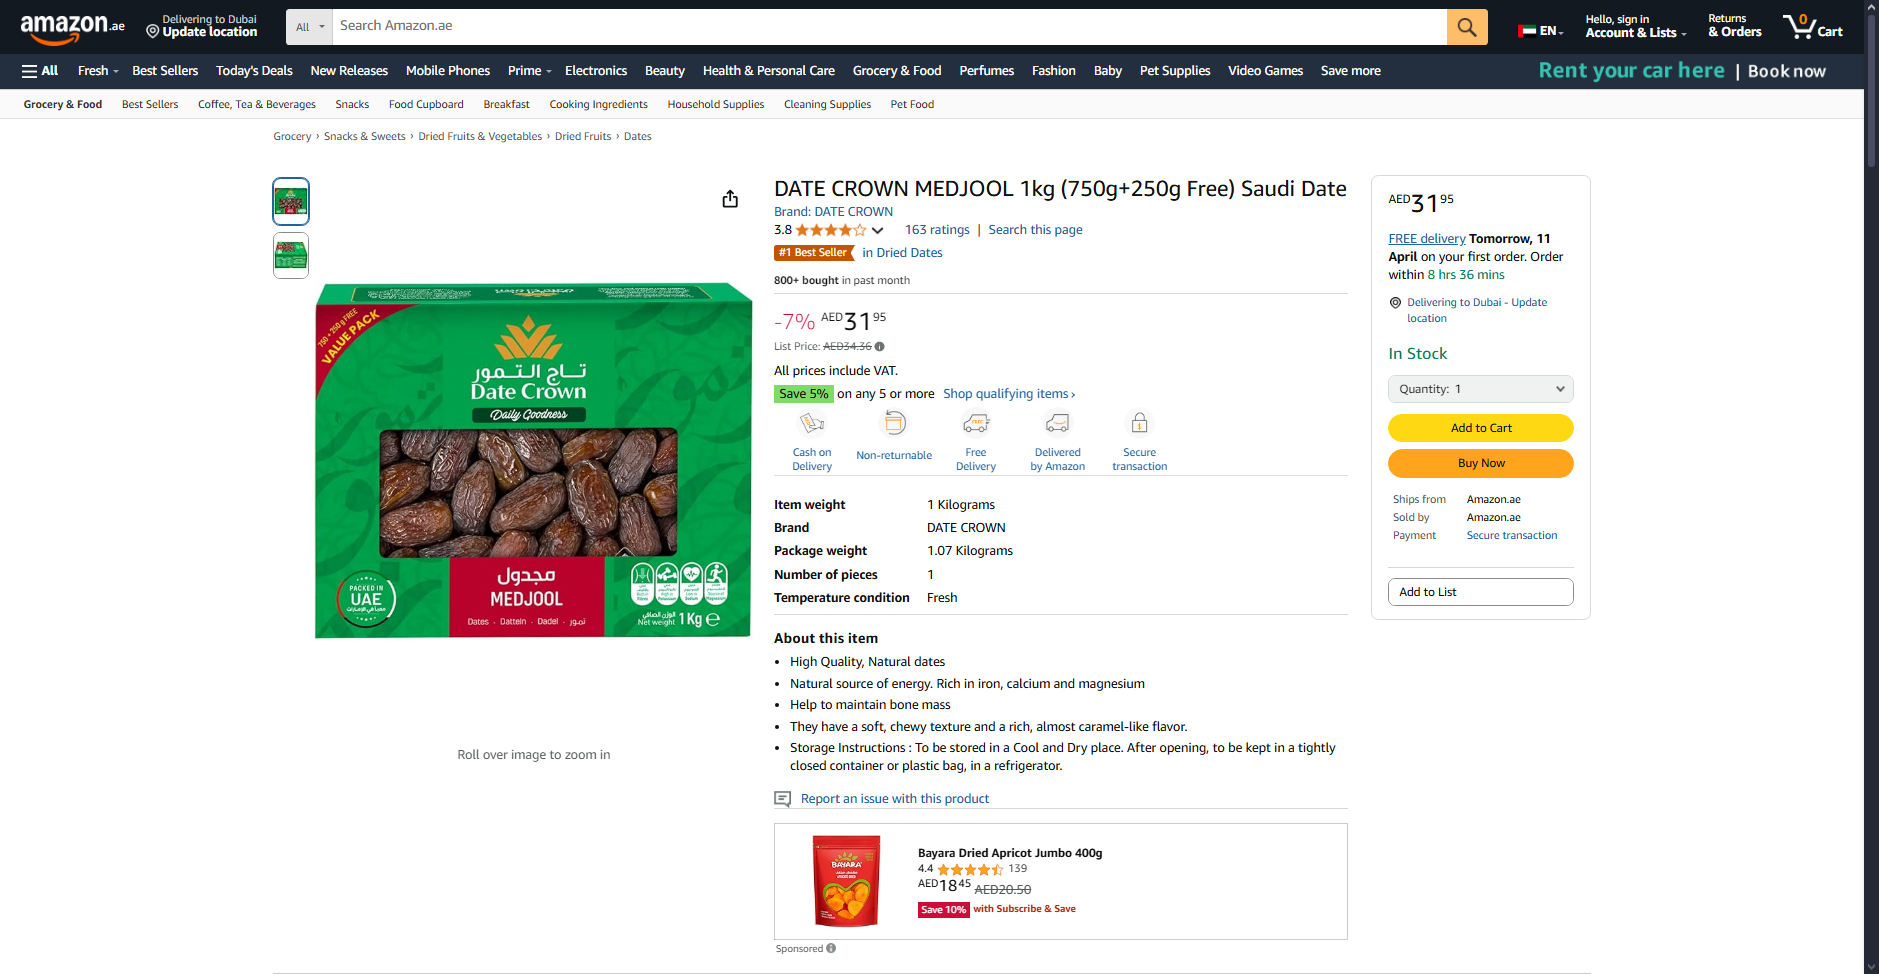 amazon.ae
Delivering to Dubai
Update location
All
Search Amazon.ae
EN
Hello, sign in
Account & Lists
Returns
& Orders
0
Cart
All
Fresh
Best Sellers
Today's Deals
New Releases
Mobile Phones
Prime
Electronics
Beauty
Health & Personal Care
Grocery & Food
Perfumes
Fashion
Baby
Pet Supplies
Video Games
Save more
Rent your car here | Book now
Grocery & Food
Best Sellers
Coffee, Tea & Beverages
Snacks
Food Cupboard
Breakfast
Cooking Ingredients
Household Supplies
Cleaning Supplies
Pet Food
Grocery › Snacks & Sweets › Dried Fruits & Vegetables › Dried Fruits › Dates
750 + 250 g FREE
VALUE PACK
تاج التمور
Date Crown
Daily Goodness
PACKED IN
UAE
مجدول
MEDJOOL
Dates - Datteln - Dadel - تمور
الوزن الصافي
Net weight 1 Kg e
Roll over image to zoom in
DATE CROWN MEDJOOL 1kg (750g+250g Free) Saudi Date
Brand: DATE CROWN
3.8
163 ratings | Search this page
#1 Best Seller in Dried Dates
800+ bought in past month
-7% AED3195
List Price: AED34.36
All prices include VAT.
Save 5% on any 5 or more Shop qualifying items ›
Cash on
Delivery
Non-returnable
Free
Delivery
Delivered
by Amazon
Secure
transaction
Item weight 1 Kilograms
Brand DATE CROWN
Package weight 1.07 Kilograms
Number of pieces 1
Temperature condition Fresh
About this item
• High Quality, Natural dates
• Natural source of energy. Rich in iron, calcium and magnesium
• Help to maintain bone mass
• They have a soft, chewy texture and a rich, almost caramel-like flavor.
• Storage Instructions : To be stored in a Cool and Dry place. After opening, to be kept in a tightly
closed container or plastic bag, in a refrigerator.
Report an issue with this product
BAYARA
Bayara Dried Apricot Jumbo 400g
4.4 139
AED1845 AED20.50
Save 10% with Subscribe & Save
Sponsored
AED3195
FREE delivery Tomorrow, 11
April on your first order. Order
within 8 hrs 36 mins
Delivering to Dubai - Update
location
In Stock
Quantity: 1
Add to Cart
Buy Now
Ships from Amazon.ae
Sold by Amazon.ae
Payment Secure transaction
Add to List